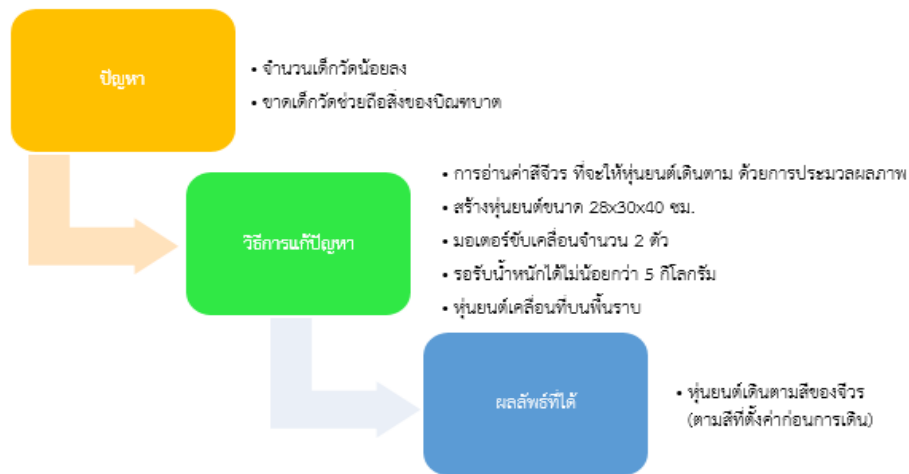 ปัญหา
• จำนวนเด็กวัดน้อยลง
• ขาดเด็กวัดช่วยถือสิ่งของบิณฑบาต
วิธีการแก้ปัญหา
• การอ่านค่าสีจีวร ที่จะให้หุ่นยนต์เดินตาม ด้วยการประมวลผลภาพ
• สร้างหุ่นยนต์ขนาด 28x30x40 ซม.
• มอเตอร์ขับเคลื่อนจำนวน 2 ตัว
• รอรับน้ำหนักได้ไม่น้อยกว่า 5 กิโลกรัม
• หุ่นยนต์เคลื่อนที่บนพื้นราบ
ผลลัพธ์ที่ได้
• หุ่นยนต์เดินตามสีของจีวร
(ตามสีที่ตั้งค่าก่อนการเดิน)